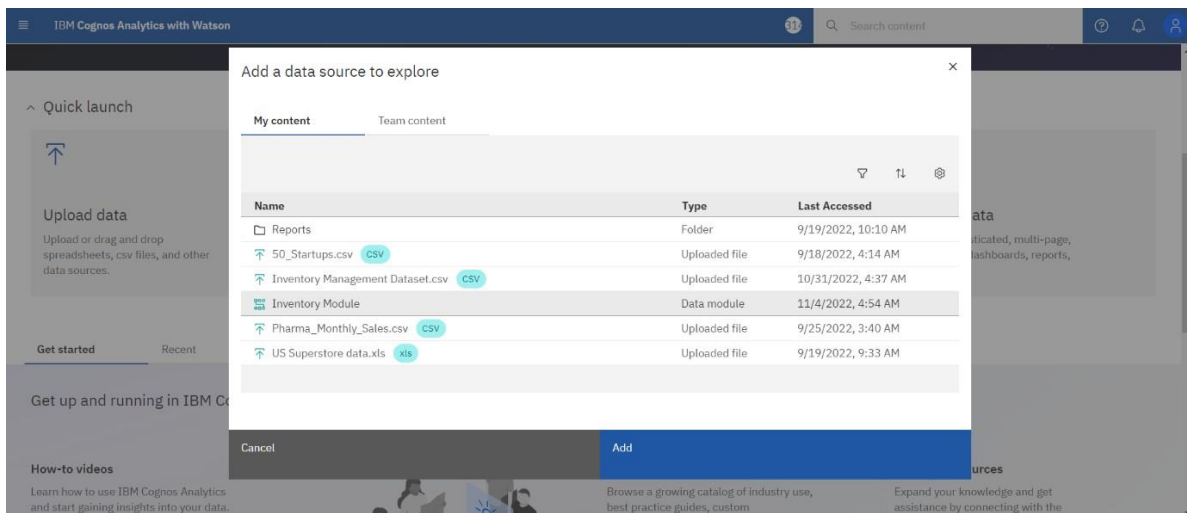 IBM Cognos Analytics with Watson
Search content
Add a data source to explore
Quick launch
My content
Team content
Upload data
Upload or drag and drop
spreadsheets, csv files, and other
data sources.
ata
sticated, multi-page,
dashboards, reports,
Name Type Last Accessed
Reports Folder 9/19/2022, 10:10 AM
50_Startups.csv CSV Uploaded file 9/18/2022, 4:14 AM
Inventory Management Dataset.csv CSV Uploaded file 10/31/2022, 4:37 AM
Inventory Module Data module 11/4/2022, 4:54 AM
Pharma_Monthly_Sales.csv CSV Uploaded file 9/25/2022, 3:40 AM
US Superstore data.xls xls Uploaded file 9/19/2022, 9:33 AM
Get started
Recent
Get up and running in IBM Co
Cancel
Add
How-to videos
Learn how to use IBM Cognos Analytics
and start gaining insights into your data.
Browse a growing catalog of industry use,
best practice guides, custom
urces
Expand your knowledge and get
assistance by connecting with the